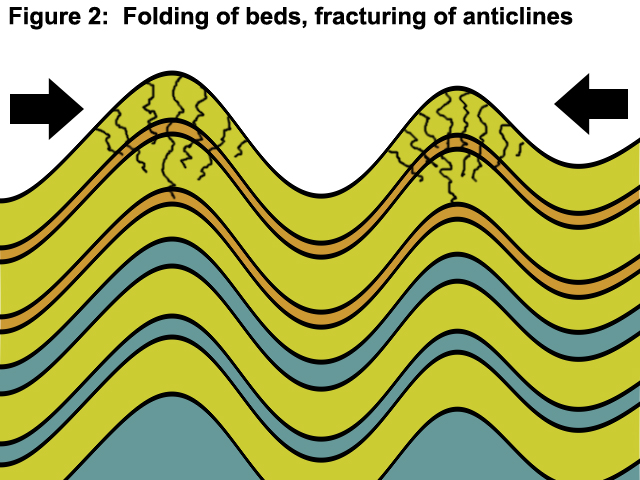 Figure 2:  Folding of beds, fracturing of anticlines